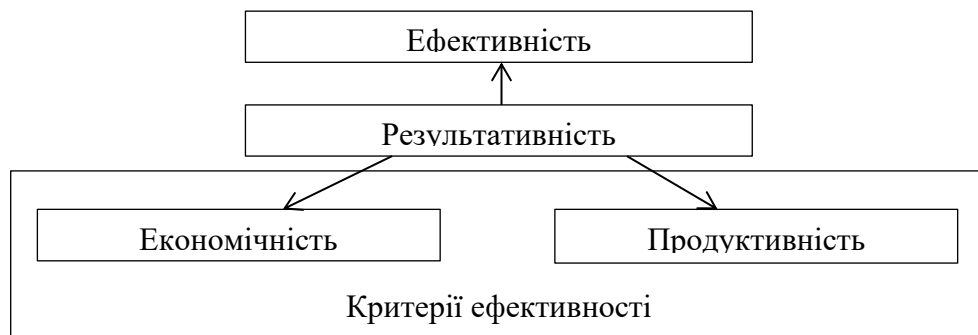 Ефективність
Результативність
Економічність
Продуктивність
Критерії ефективності